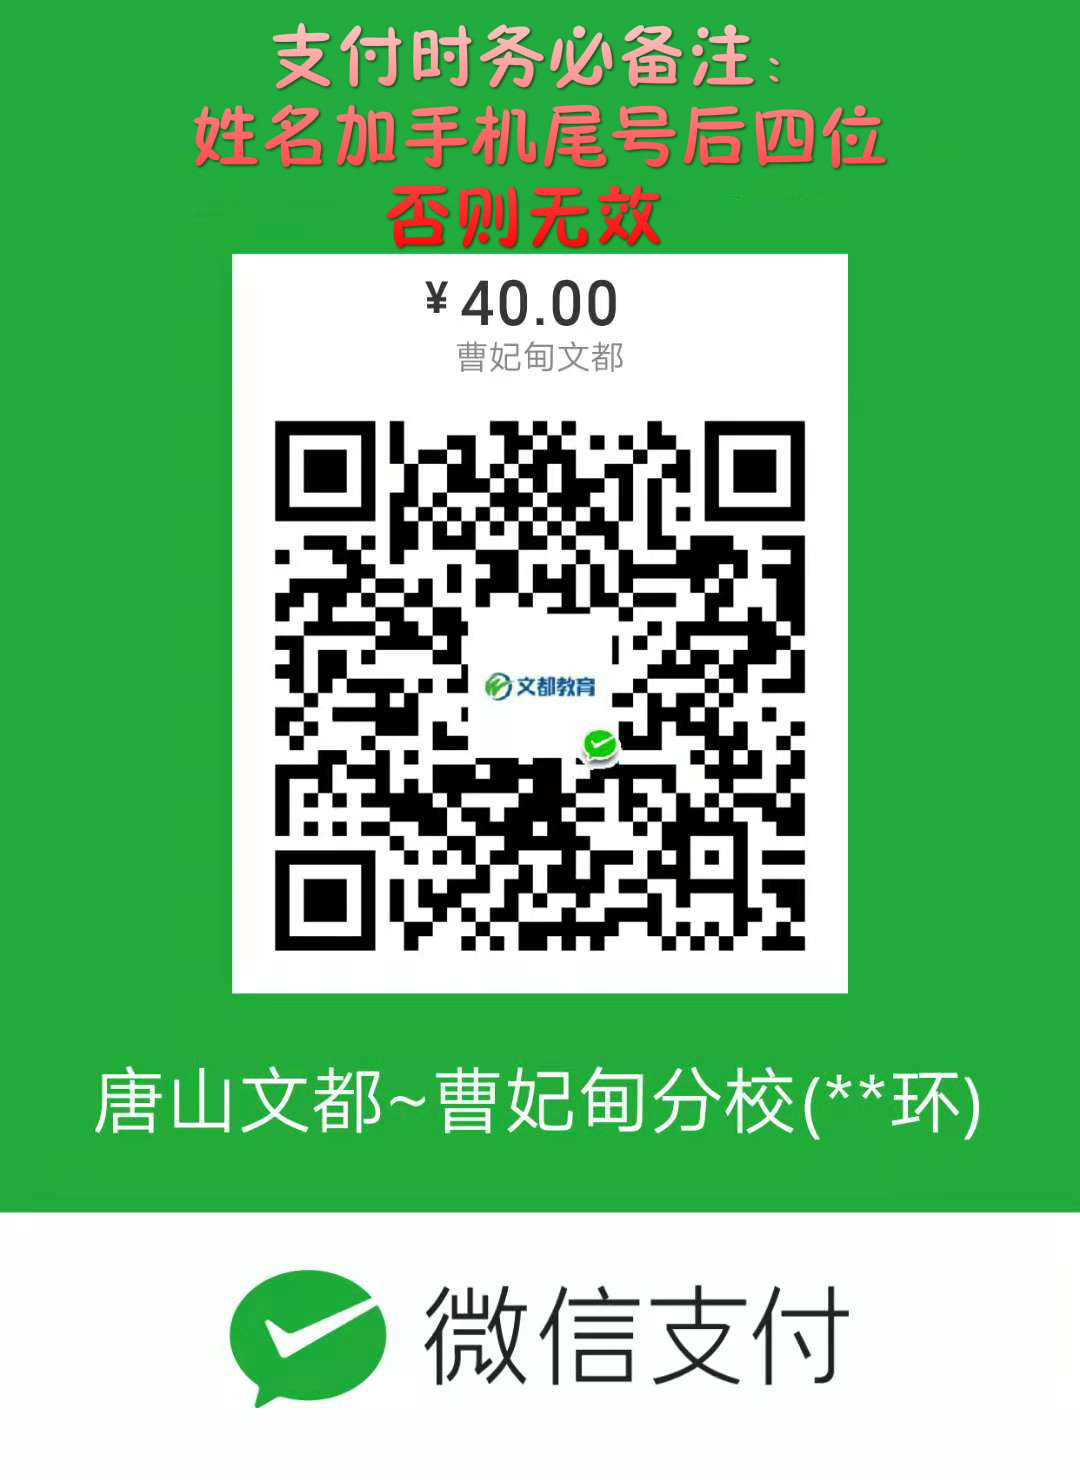 支付时务必备注：
姓名加手机尾号后四位
否则无效
¥40.00
曹妃甸文都
文都教育
唐山文都~曹妃甸分校(**环)
微信支付